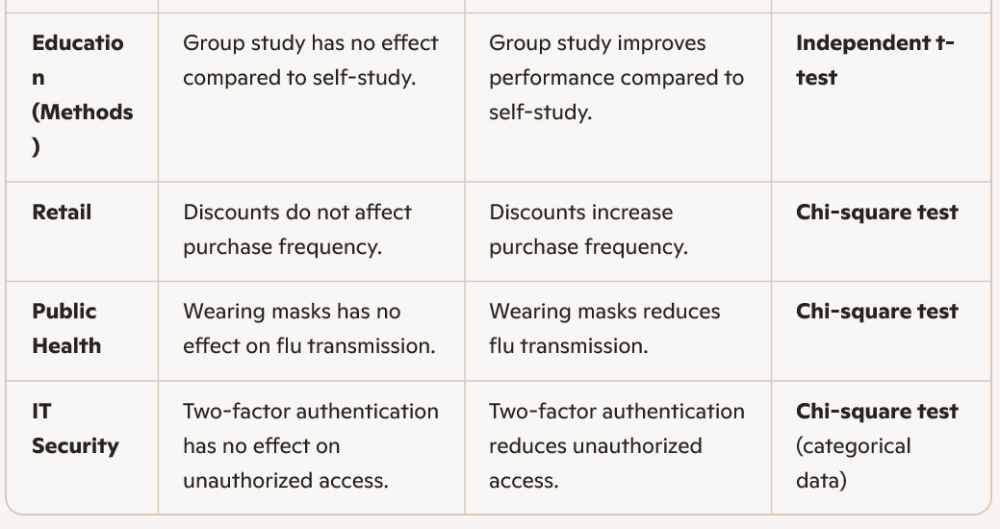 Educatio
n
(Methods
)
Group study has no effect
compared to self-study.
Group study improves
performance compared to
self-study.
Independent t-
test
Retail
Discounts do not affect
purchase frequency.
Discounts increase
purchase frequency.
Chi-square test
Public
Health
Wearing masks has no
effect on flu transmission.
Wearing masks reduces
flu transmission.
Chi-square test
IT
Security
Two-factor authentication
has no effect on
unauthorized access.
Two-factor authentication
reduces unauthorized
access.
Chi-square test
(categorical
data)